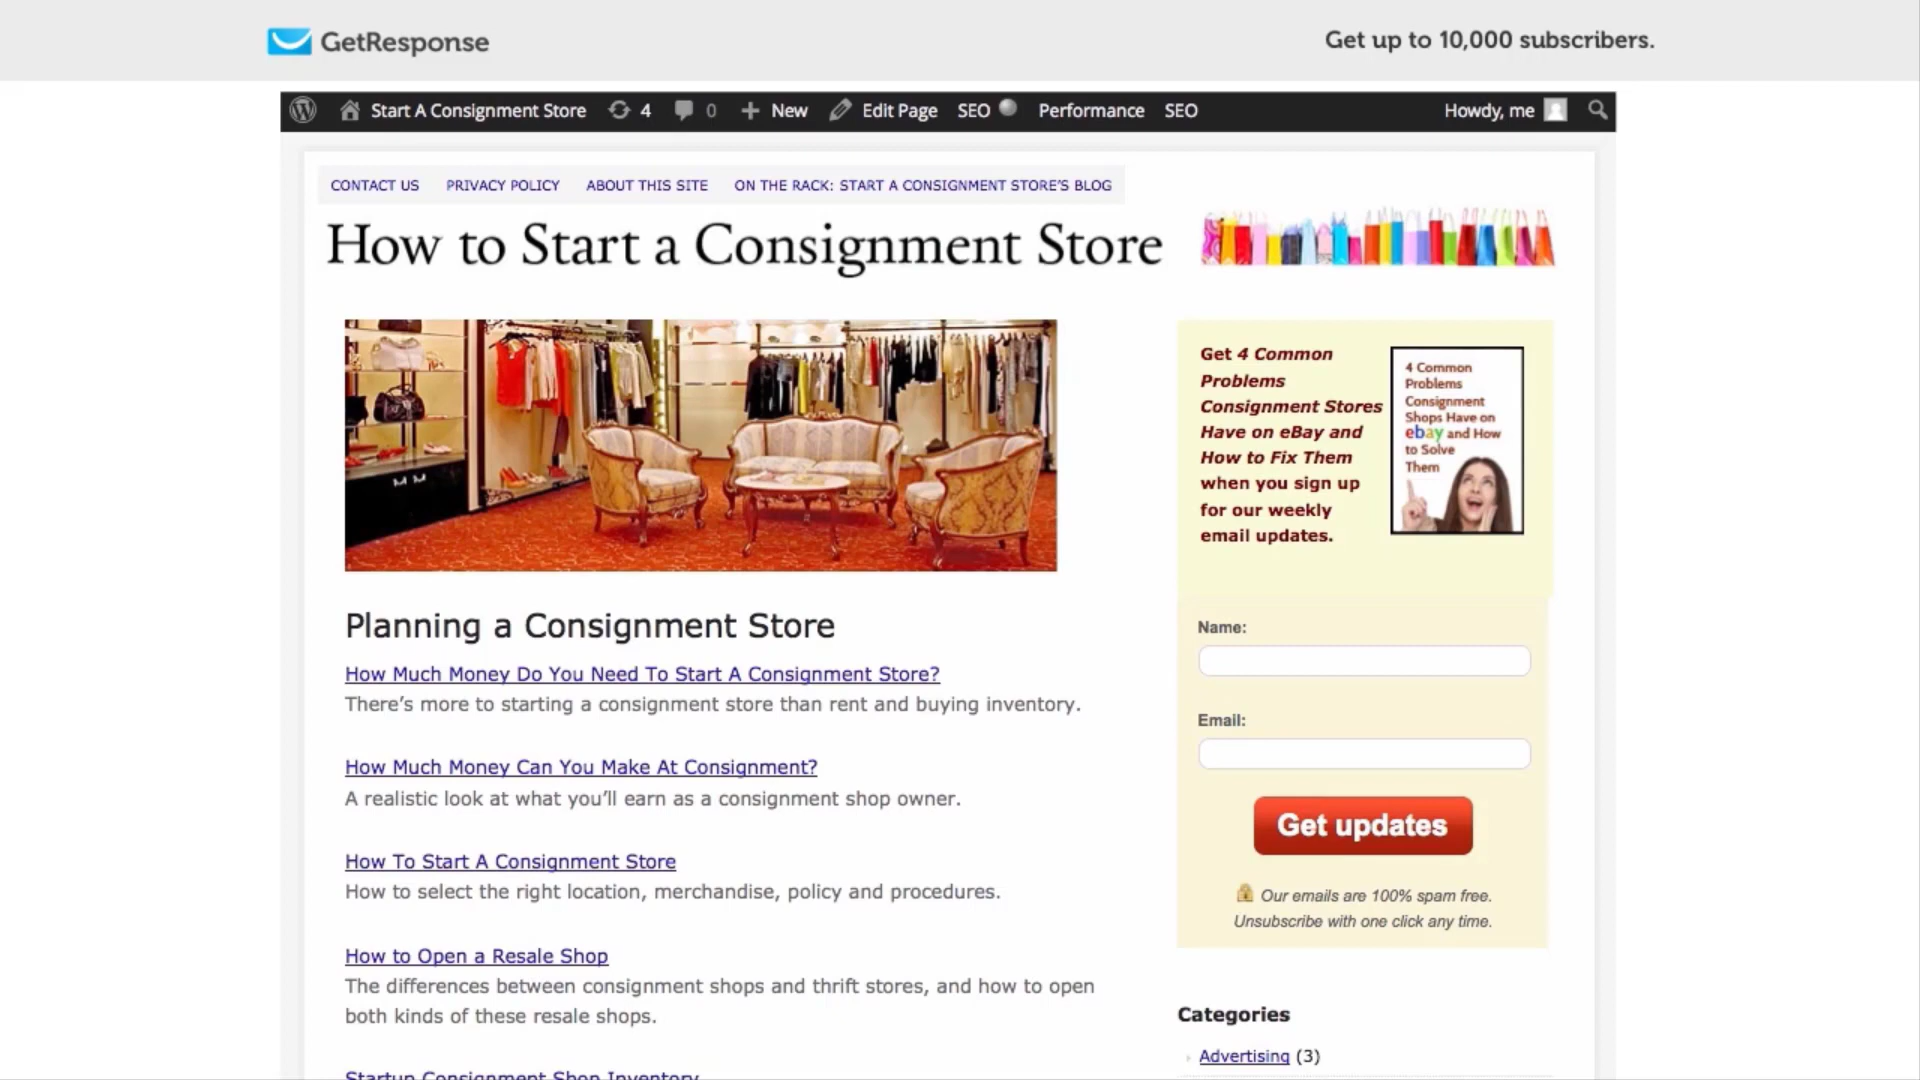 GetResponse
Get up to 10,000 subscribers.
Start A Consignment Store 4 0 New Edit Page SEO Performance SEO Howdy, me
CONTACT US PRIVACY POLICY ABOUT THIS SITE ON THE RACK: START A CONSIGNMENT STORE’S BLOG
How to Start a Consignment Store
Get 4 Common
Problems
Consignment Stores
Have on eBay and
How to Fix Them
when you sign up
for our weekly
email updates.
4 Common
Problems
Consignment
Shops Have on
ebay and How
to Solve
Them
Planning a Consignment Store
How Much Money Do You Need To Start A Consignment Store?
There’s more to starting a consignment store than rent and buying inventory.
How Much Money Can You Make At Consignment?
A realistic look at what you’ll earn as a consignment shop owner.
How To Start A Consignment Store
How to select the right location, merchandise, policy and procedures.
How to Open a Resale Shop
The differences between consignment shops and thrift stores, and how to open
both kinds of these resale shops.
Startup Consignment Shop Inventory
Name:
Email:
Get updates
Our emails are 100% spam free.
Unsubscribe with one click any time.
Categories
Advertising (3)